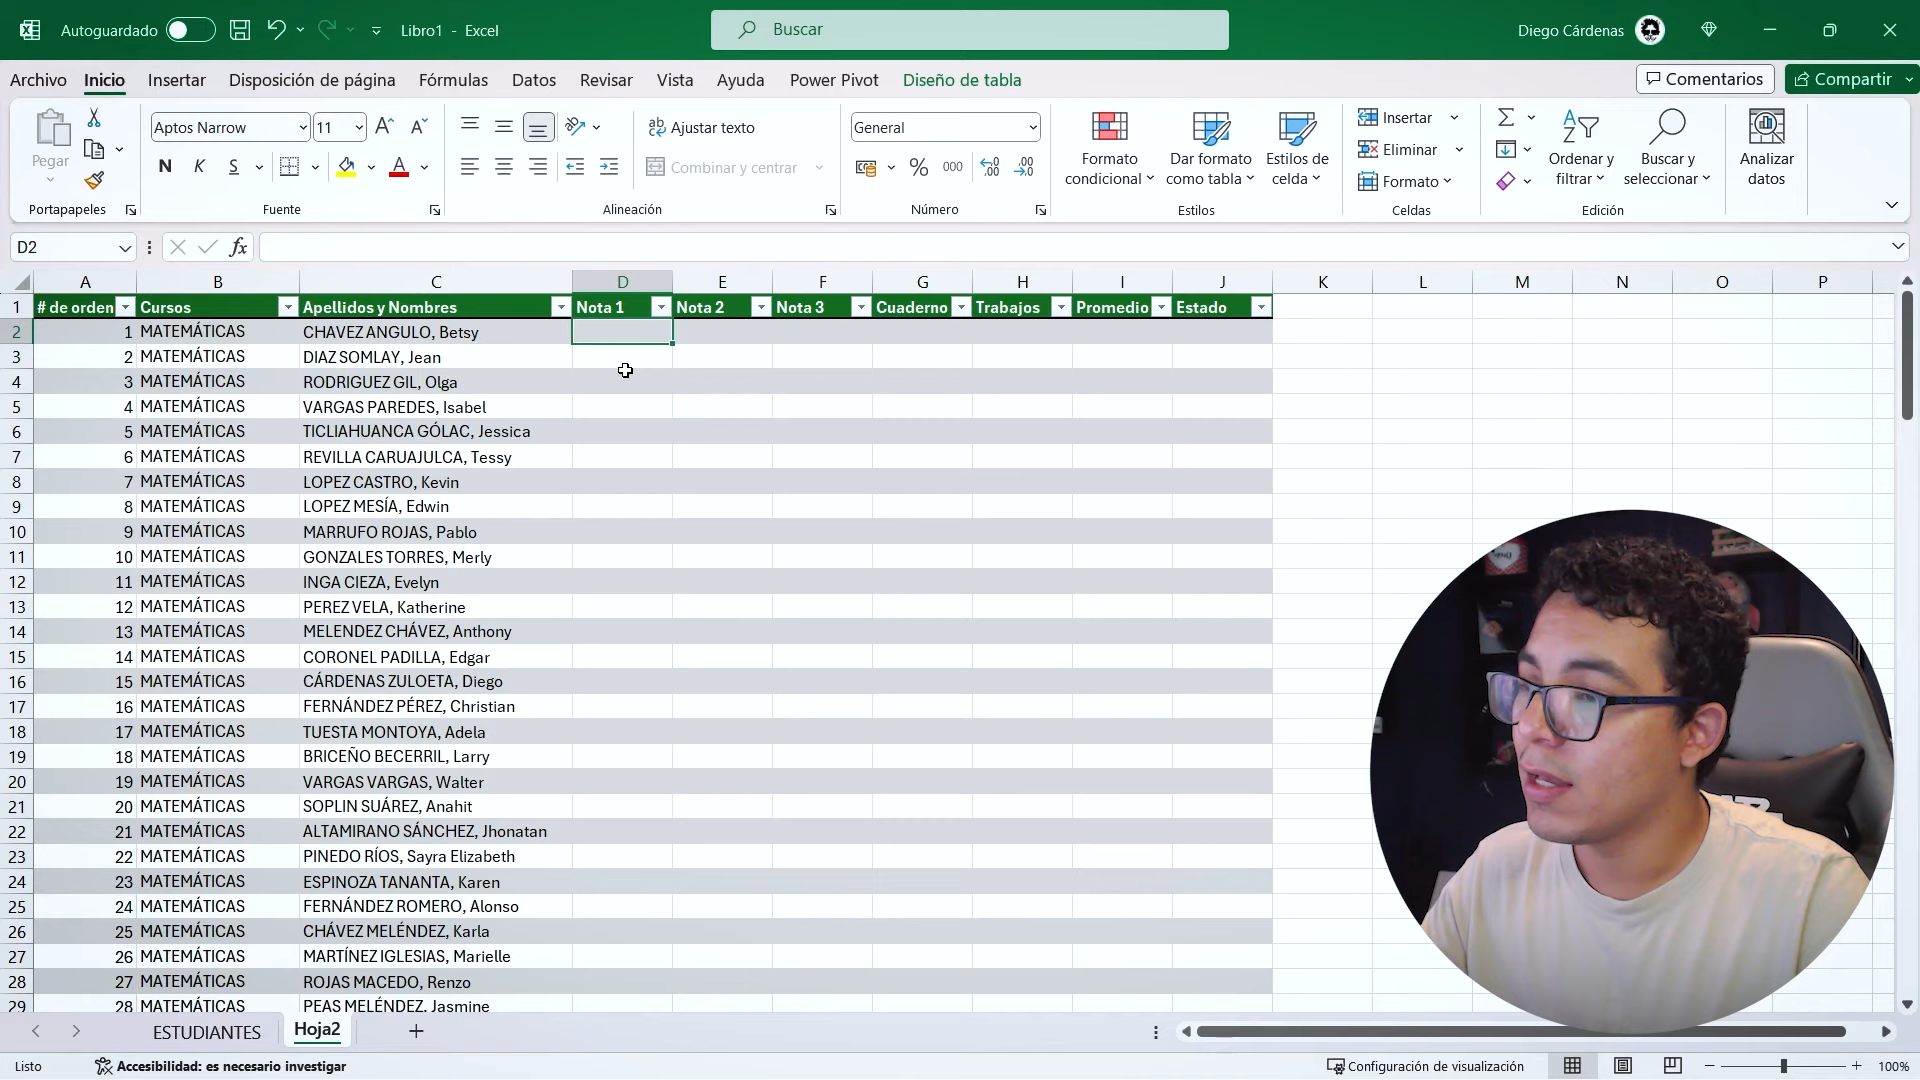 Autoguardado Libro1 - Excel Buscar Diego Cárdenas
Archivo Inicio Insertar Disposición de página Fórmulas Datos Revisar Vista Ayuda Power Pivot Diseño de tabla Comentarios Compartir
Pegar
Portapapeles
Aptos Narrow 11
N K S
Fuente
Ajustar texto
Combinar y centrar
Alineación
General
% 000
Número
Formato condicional
Dar formato como tabla
Estilos de celda
Estilos
Insertar
Eliminar
Formato
Celdas
Ordenar y filtrar
Buscar y seleccionar
Edición
Analizar datos
D2 fx
A B C D E F G H I J K L M N O P
1 # de orden Cursos Apellidos y Nombres Nota 1 Nota 2 Nota 3 Cuaderno Trabajos Promedio Estado
2 1 MATEMÁTICAS CHAVEZ ANGULO, Betsy
3 2 MATEMÁTICAS DIAZ SOMLAY, Jean
4 3 MATEMÁTICAS RODRIGUEZ GIL, Olga
5 4 MATEMÁTICAS VARGAS PAREDES, Isabel
6 5 MATEMÁTICAS TICLIAHUANCA GÓLAC, Jessica
7 6 MATEMÁTICAS REVILLA CARUAJULCA, Tessy
8 7 MATEMÁTICAS LOPEZ CASTRO, Kevin
9 8 MATEMÁTICAS LOPEZ MESÍA, Edwin
10 9 MATEMÁTICAS MARRUFO ROJAS, Pablo
11 10 MATEMÁTICAS GONZALES TORRES, Merly
12 11 MATEMÁTICAS INGA CIEZA, Evelyn
13 12 MATEMÁTICAS PEREZ VELA, Katherine
14 13 MATEMÁTICAS MELENDEZ CHÁVEZ, Anthony
15 14 MATEMÁTICAS CORONEL PADILLA, Edgar
16 15 MATEMÁTICAS CÁRDENAS ZULOETA, Diego
17 16 MATEMÁTICAS FERNÁNDEZ PÉREZ, Christian
18 17 MATEMÁTICAS TUESTA MONTOYA, Adela
19 18 MATEMÁTICAS BRICEÑO BECERRIL, Larry
20 19 MATEMÁTICAS VARGAS VARGAS, Walter
21 20 MATEMÁTICAS SOPLIN SUÁREZ, Anahit
22 21 MATEMÁTICAS ALTAMIRANO SÁNCHEZ, Jhonatan
23 22 MATEMÁTICAS PINEDO RÍOS, Sayra Elizabeth
24 23 MATEMÁTICAS ESPINOZA TANANTA, Karen
25 24 MATEMÁTICAS FERNÁNDEZ ROMERO, Alonso
26 25 MATEMÁTICAS CHÁVEZ MELÉNDEZ, Karla
27 26 MATEMÁTICAS MARTÍNEZ IGLESIAS, Marielle
28 27 MATEMÁTICAS ROJAS MACEDO, Renzo
29 28 MATEMÁTICAS PEAS MELÉNDEZ, Jasmine
ESTUDIANTES Hoja2
Listo Accesibilidad: es necesario investigar Configuración de visualización 100%